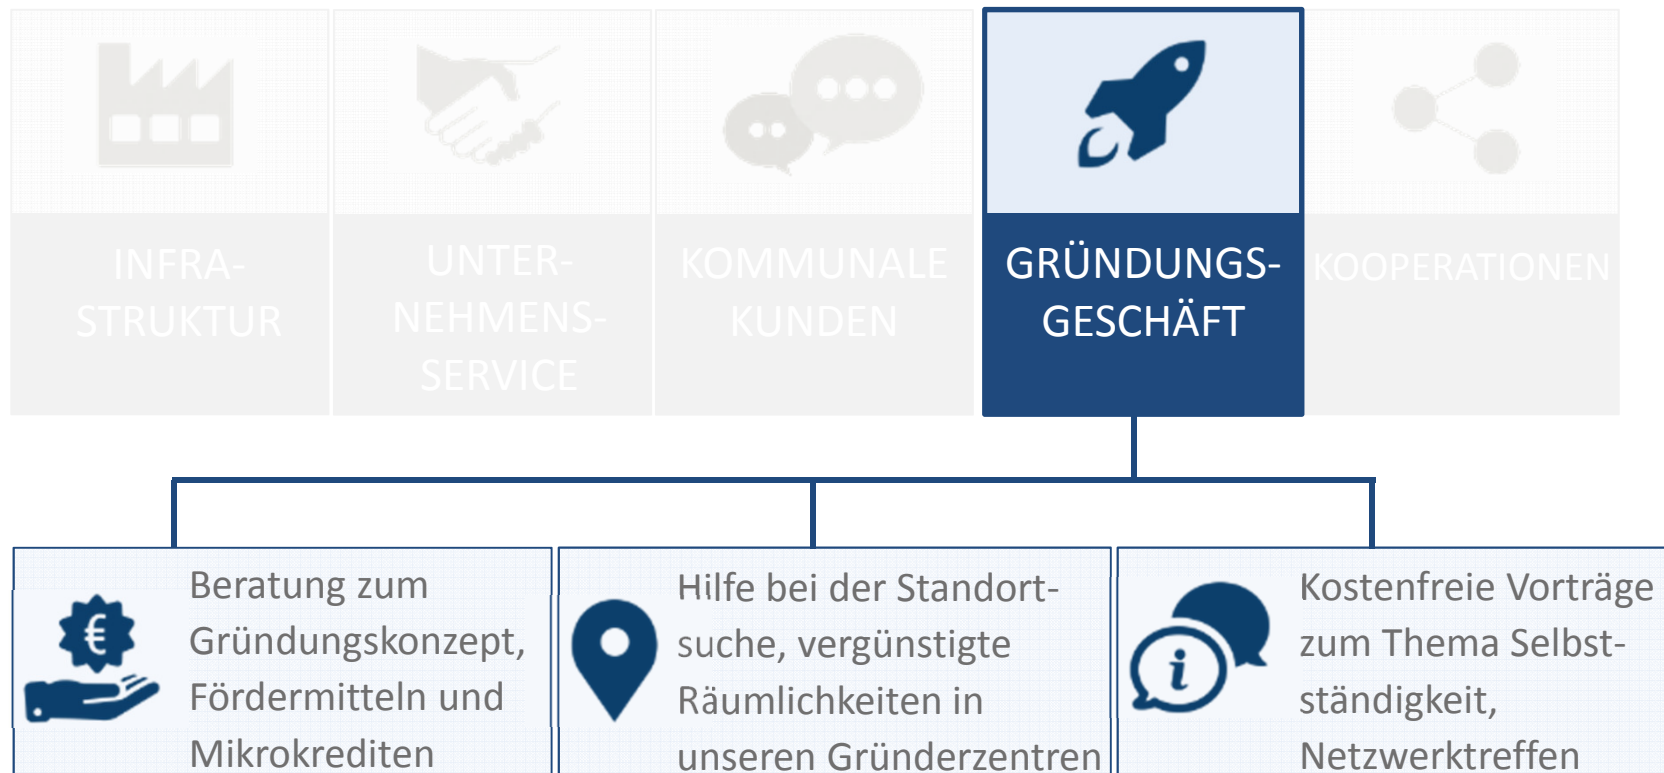 INFRA-
STRUKTUR
UNTER-
NEHMENS-
SERVICE
KOMMUNALE
KUNDEN
GRÜNDUNGS-
GESCHÄFT
KOOPERATIONEN
€
Beratung zum
Gründungskonzept,
Fördermitteln und
Mikrokrediten
Hilfe bei der Standort-
suche, vergünstigte
Räumlichkeiten in
unseren Gründerzentren
i
Kostenfreie Vorträge
zum Thema Selbst-
ständigkeit,
Netzwerktreffen